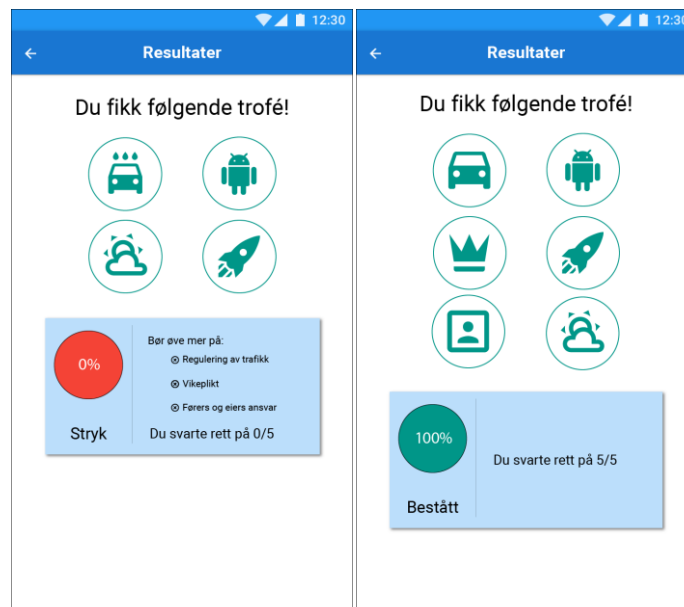 12:30
Resultater
Du fikk følgende trofé!
0%
Stryk
Bør øve mer på:
Regulering av trafikk
Vikeplikt
Førers og eiers ansvar
Du svarte rett på 0/5
12:30
Resultater
Du fikk følgende trofé!
100%
Bestått
Du svarte rett på 5/5